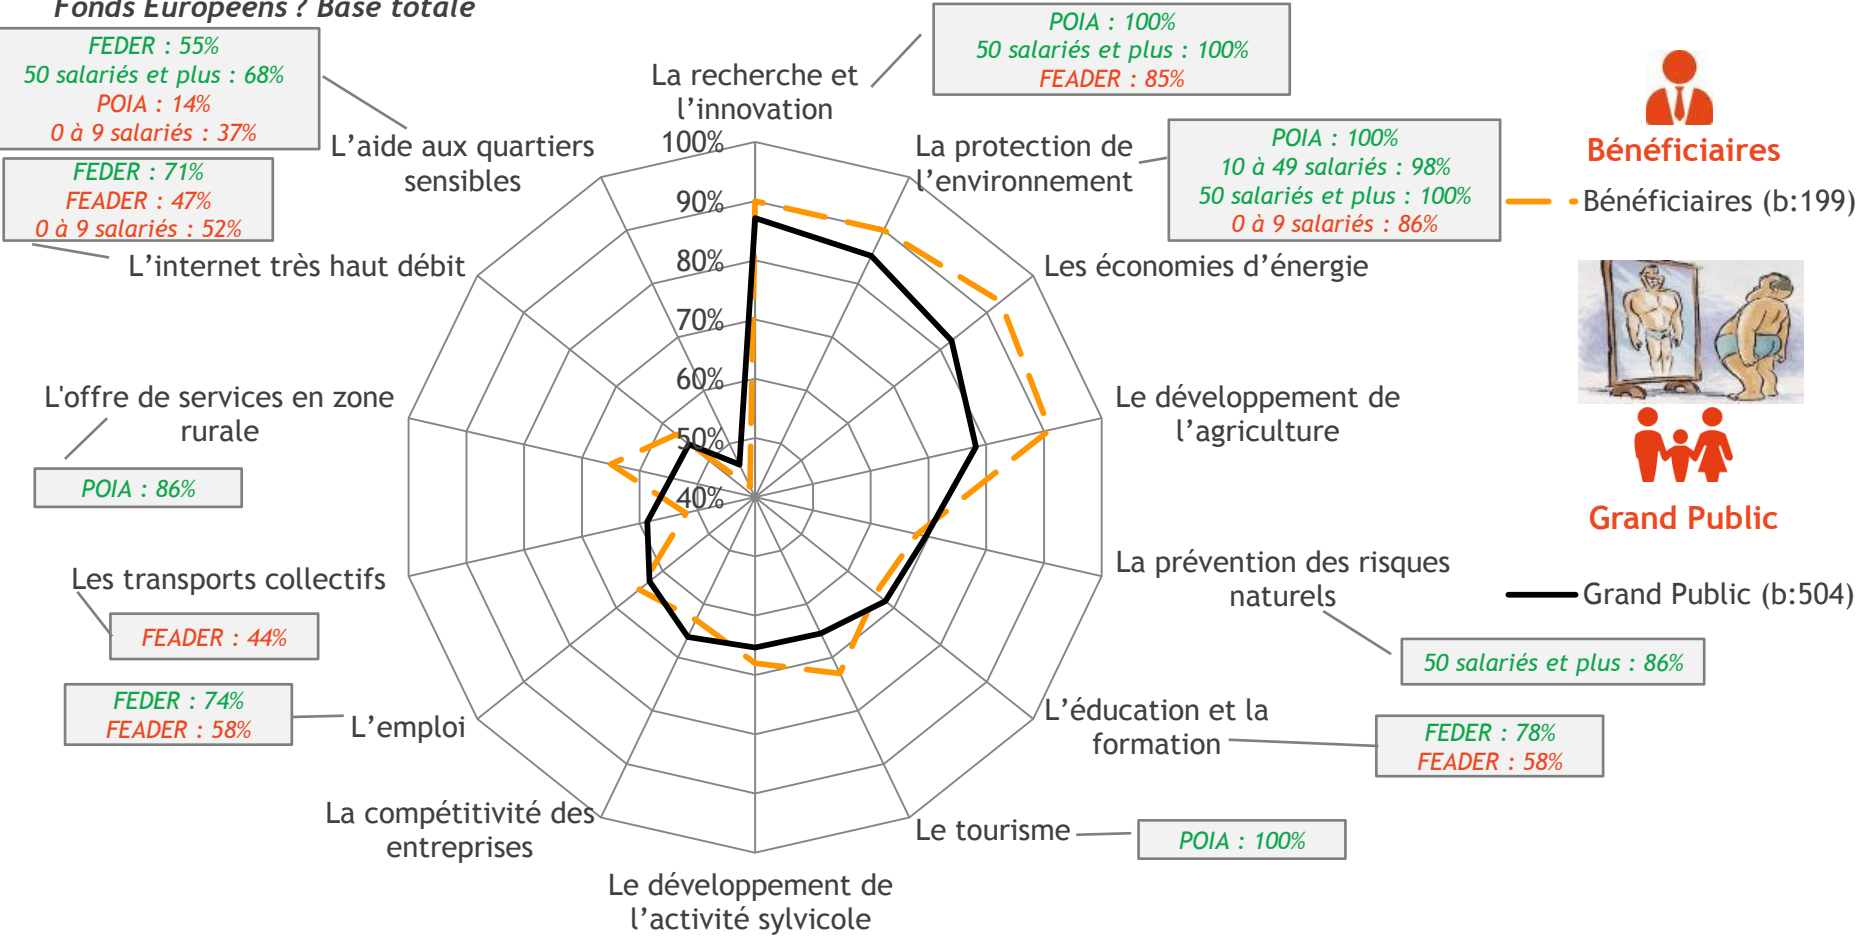 Fonds Européens ? Base totale
FEDER : 55%
50 salariés et plus : 68%
POIA : 14%
0 à 9 salariés : 37%
FEDER : 71%
FEADER : 47%
0 à 9 salariés : 52%
POIA : 100%
50 salariés et plus : 100%
FEADER : 85%
POIA : 100%
10 à 49 salariés : 98%
50 salariés et plus : 100%
0 à 9 salariés : 86%
La recherche et
l’innovation
La protection de
l’environnement
Les économies d’énergie
Le développement de
l’agriculture
La prévention des risques
naturels
50 salariés et plus : 86%
L’éducation et la
formation
FEDER : 78%
FEADER : 58%
Le tourisme
POIA : 100%
Le développement de
l’activité sylvicole
La compétitivité des
entreprises
L’emploi
FEDER : 74%
FEADER : 58%
Les transports collectifs
FEADER : 44%
L'offre de services en zone
rurale
POIA : 86%
L’internet très haut débit
L’aide aux quartiers
sensibles
100%
90%
80%
70%
60%
50%
40%
Bénéficiaires
Bénéficiaires (b:199)
Grand Public
Grand Public (b:504)